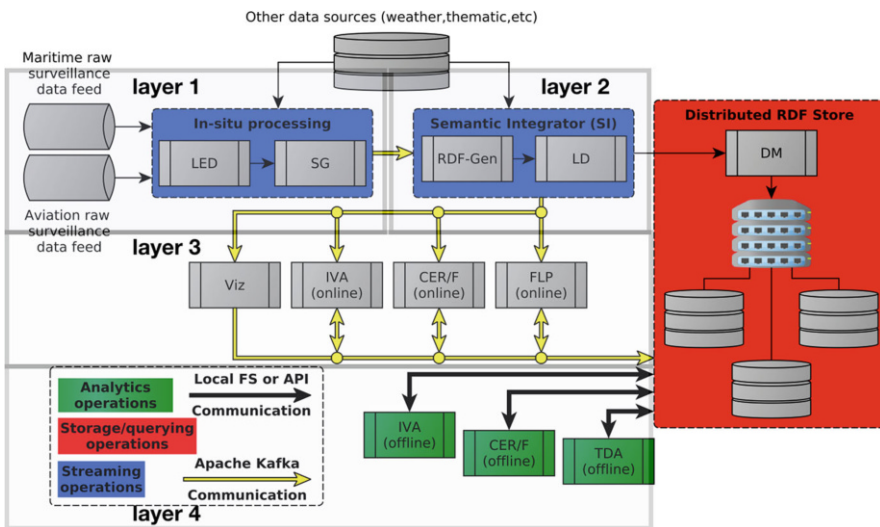 Other data sources (weather,thematic,etc)
Maritime raw
surveillance
data feed
layer 1
layer 2
In-situ processing
LED
SG
Semantic Integrator (SI)
RDF-Gen
LD
Distributed RDF Store
DM
Aviation raw
surveillance
data feed
layer 3
Viz
IVA
(online)
CER/F
(online)
FLP
(online)
Analytics
operations
Local FS or API
Communication
Storage/querying
operations
Streaming
operations
Apache Kafka
Communication
IVA
(offline)
CER/F
(offline)
TDA
(offline)
layer 4